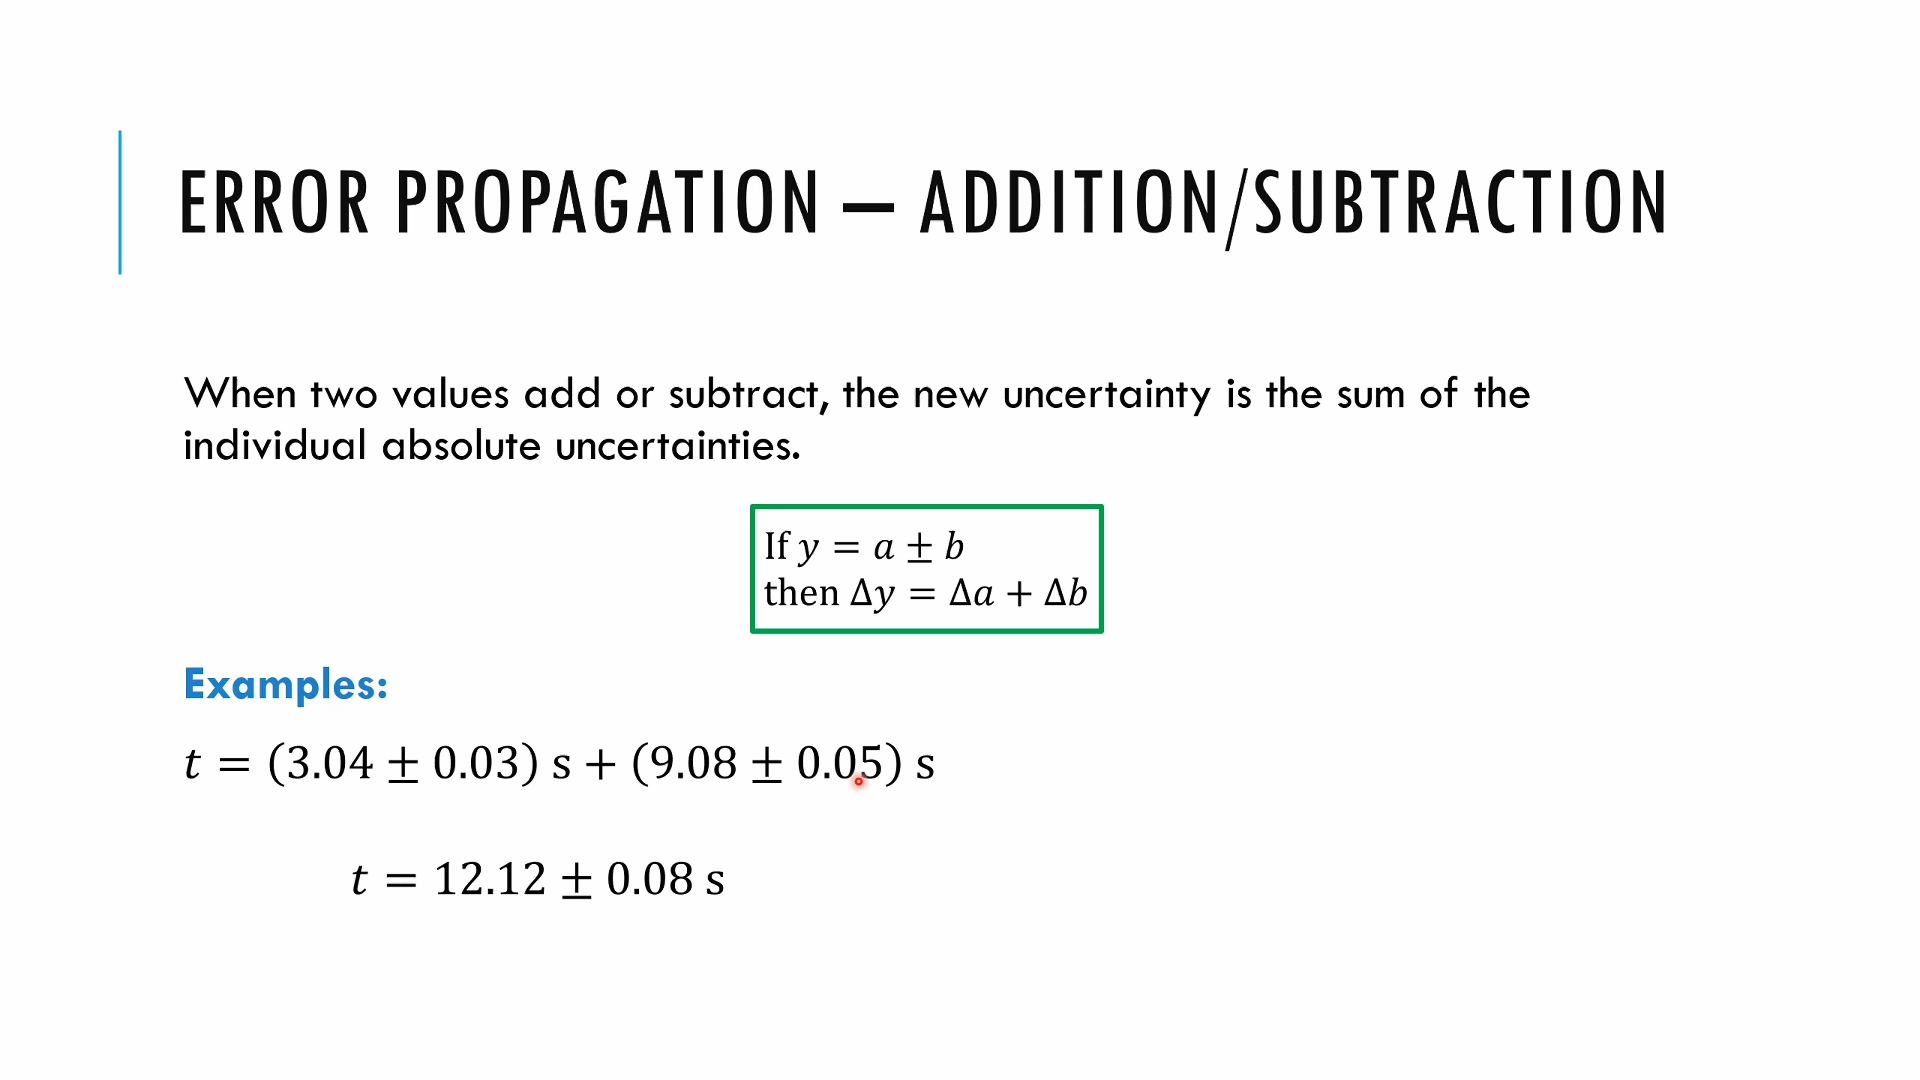 ERROR PROPAGATION – ADDITION/SUBTRACTION
When two values add or subtract, the new uncertainty is the sum of the
individual absolute uncertainties.
If y = a ± b
then Δy = Δa + Δb
Examples:
t = (3.04 ± 0.03) s + (9.08 ± 0.05) s
t = 12.12 ± 0.08 s